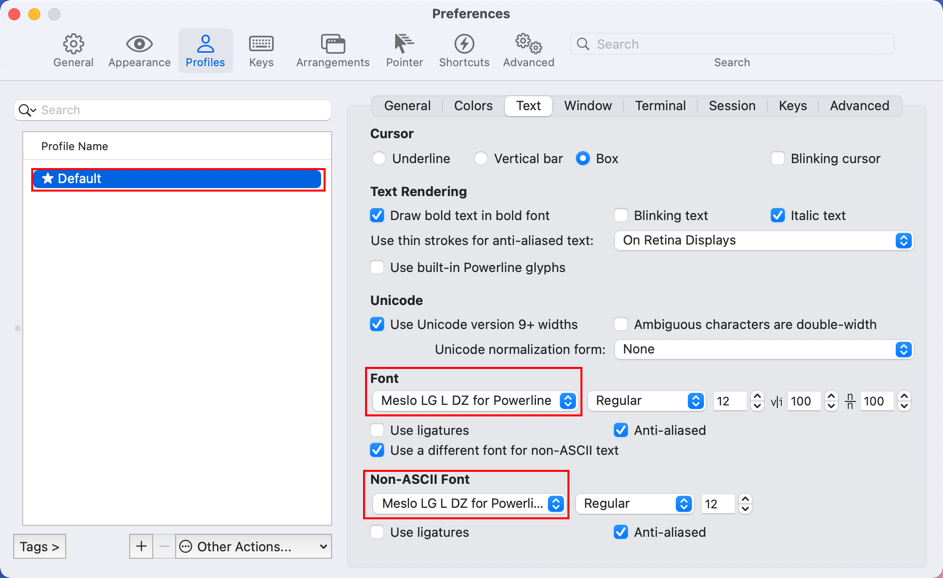 Preferences
General Appearance Profiles Keys Arrangements Pointer Shortcuts Advanced Search
Search
Search
General Colors Text Window Terminal Session Keys Advanced
Profile Name
★ Default
Cursor
Underline Vertical bar Box Blinking cursor
Text Rendering
Draw bold text in bold font Blinking text Italic text
Use thin strokes for anti-aliased text: On Retina Displays
Use built-in Powerline glyphs
Unicode
Use Unicode version 9+ widths Ambiguous characters are double-width
Unicode normalization form: None
Font
Meslo LG L DZ for Powerline Regular 12 v|i 100 100
Use ligatures Anti-aliased
Use a different font for non-ASCII text
Non-ASCII Font
Meslo LG L DZ for Powerli... Regular 12
Use ligatures Anti-aliased
Tags > + − Other Actions...